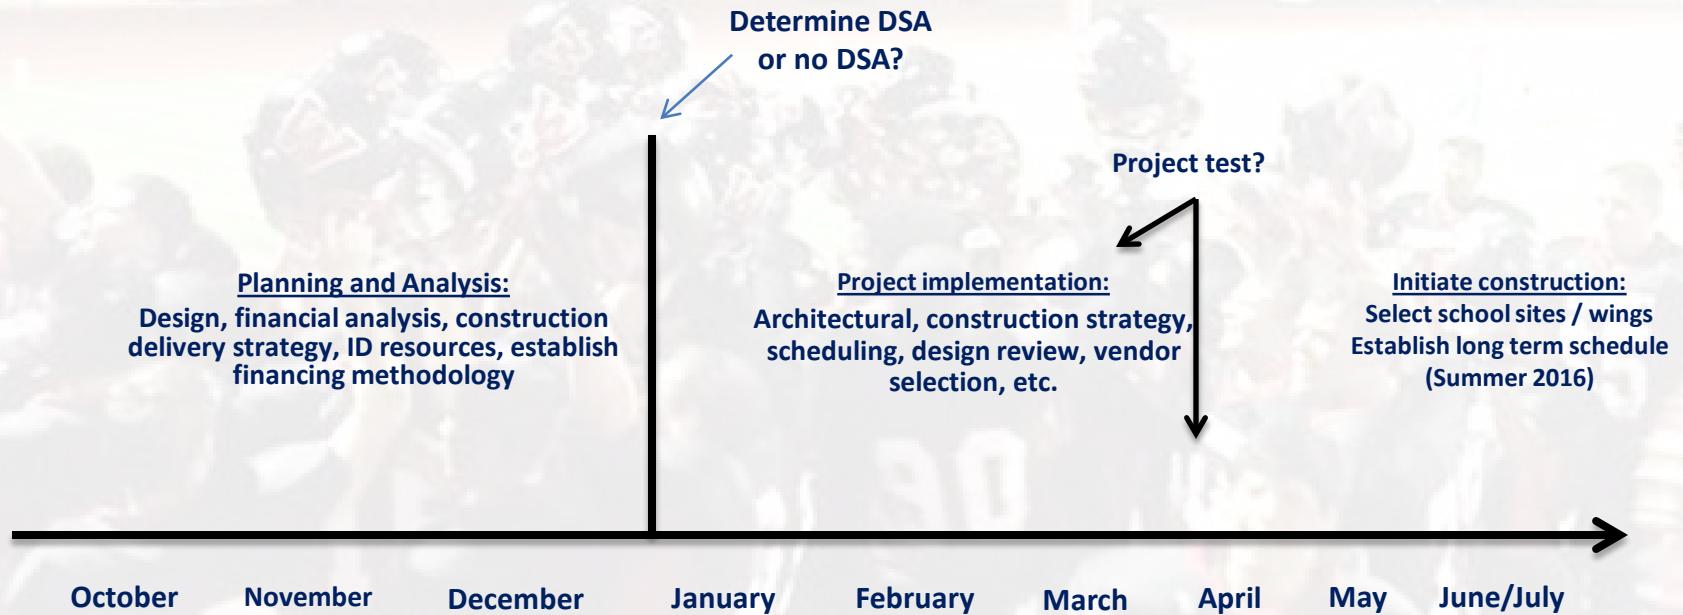 Determine DSA
or no DSA?
Project test?
Planning and Analysis:
Design, financial analysis, construction
delivery strategy, ID resources, establish
financing methodology
Project implementation:
Architectural, construction strategy,
scheduling, design review, vendor
selection, etc.
Initiate construction:
Select school sites / wings
Establish long term schedule
(Summer 2016)
90
October November December January February March April May June/July